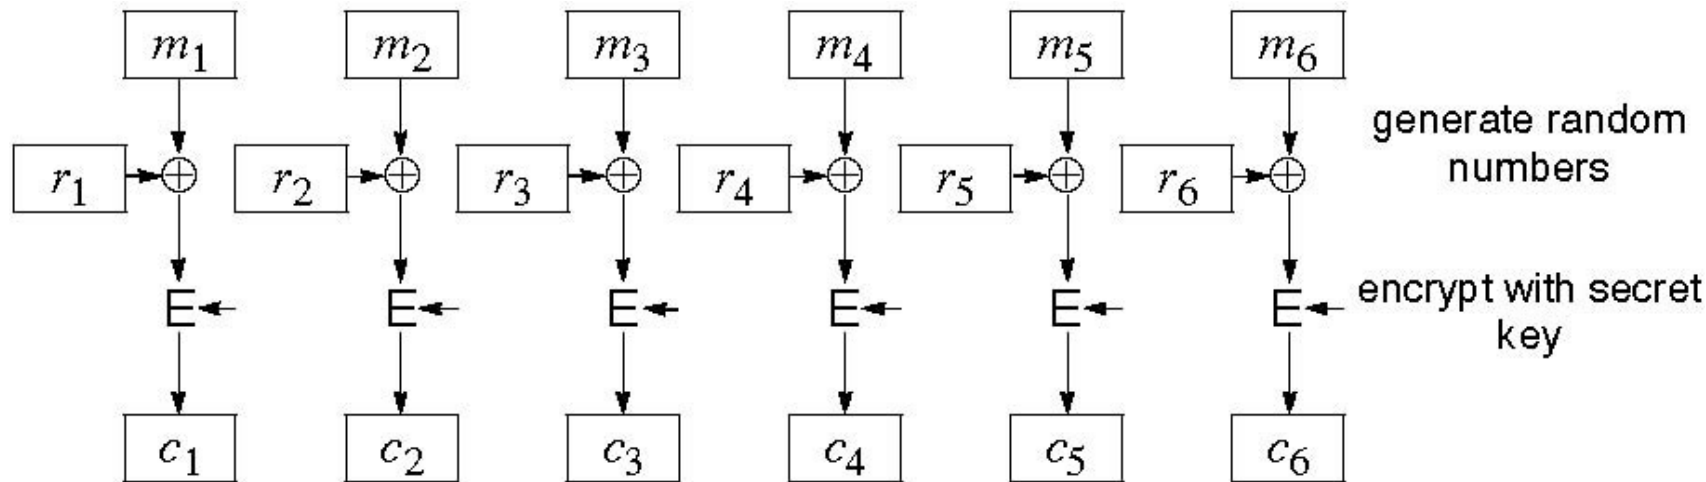 m1 m2 m3 m4 m5 m6
generate random
numbers
r1 r2 r3 r4 r5 r6
E E E E E E
encrypt with secret
key
c1 c2 c3 c4 c5 c6